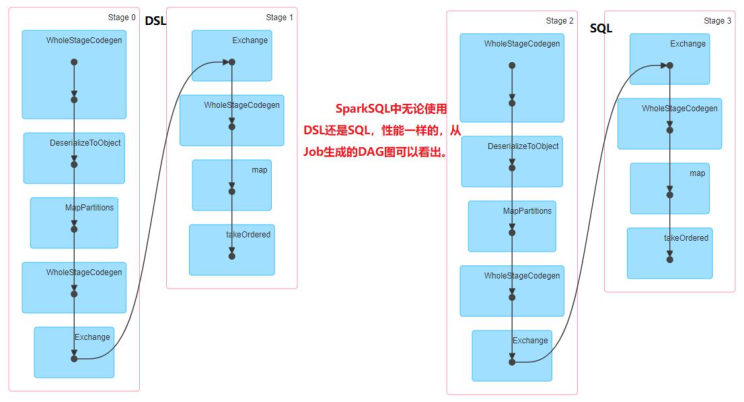 Stage 0
DSL
Stage 1
WholeStageCodegen
DeserializeToObject
MapPartitions
WholeStageCodegen
Exchange
Exchange
WholeStageCodegen
map
takeOrdered
SparkSQL中无论使用
DSL还是SQL，性能一样的，从
Job生成的DAG图可以看出。
Stage 2
SQL
Stage 3
WholeStageCodegen
DeserializeToObject
MapPartitions
WholeStageCodegen
Exchange
Exchange
WholeStageCodegen
map
takeOrdered